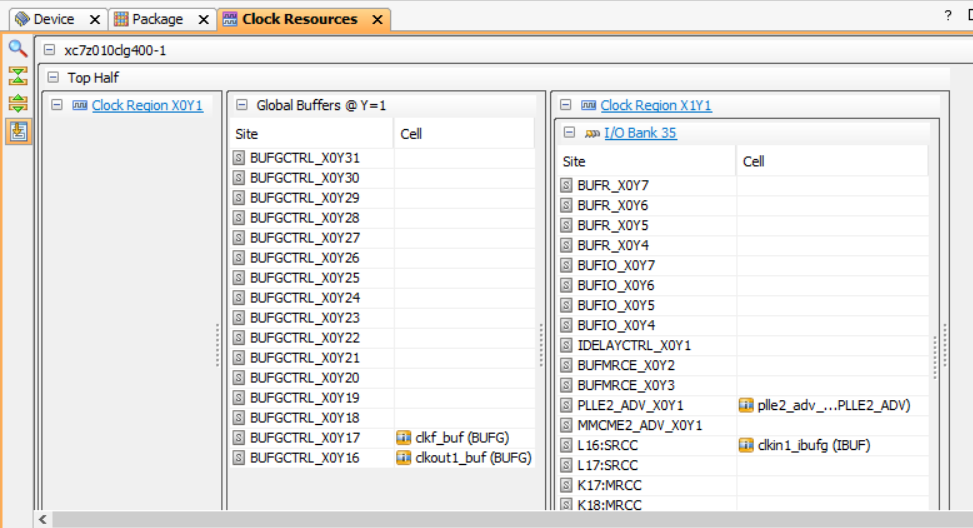 Device Package Clock Resources ?
xc7z010clg400-1
Top Half
Clock Region X0Y1
Global Buffers @ Y=1
Site Cell
BUFGCTRL_X0Y31
BUFGCTRL_X0Y30
BUFGCTRL_X0Y29
BUFGCTRL_X0Y28
BUFGCTRL_X0Y27
BUFGCTRL_X0Y26
BUFGCTRL_X0Y25
BUFGCTRL_X0Y24
BUFGCTRL_X0Y23
BUFGCTRL_X0Y22
BUFGCTRL_X0Y21
BUFGCTRL_X0Y20
BUFGCTRL_X0Y19
BUFGCTRL_X0Y18
BUFGCTRL_X0Y17 clkf_buf (BUFG)
BUFGCTRL_X0Y16 clkout1_buf (BUFG)
Clock Region X1Y1
I/O Bank 35
Site Cell
BUFR_X0Y7
BUFR_X0Y6
BUFR_X0Y5
BUFR_X0Y4
BUFIO_X0Y7
BUFIO_X0Y6
BUFIO_X0Y5
BUFIO_X0Y4
IDELAYCTRL_X0Y1
BUFMRCE_X0Y2
BUFMRCE_X0Y3
PLLE2_ADV_X0Y1 plle2_adv_...PLLE2_ADV)
MMCME2_ADV_X0Y1
L16:SRCC clkin1_ibufg (IBUF)
L17:SRCC
K17:MRCC
K18:MRCC